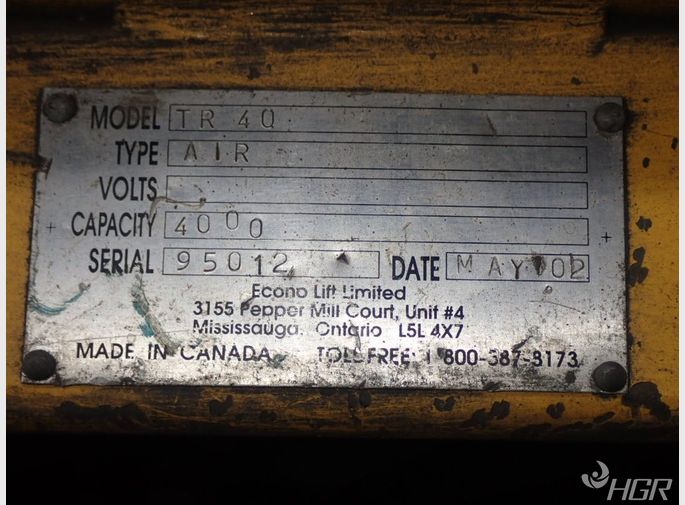 MODEL TR 40
TYPE AIR
VOLTS
CAPACITY 4000
SERIAL 95012 DATE MAY 02
Econo Lift Limited
3155 Pepper Mill Court, Unit #4
Mississauga, Ontario L5L 4X7
MADE IN CANADA TOLL FREE: 1 800-387-8173
HGR